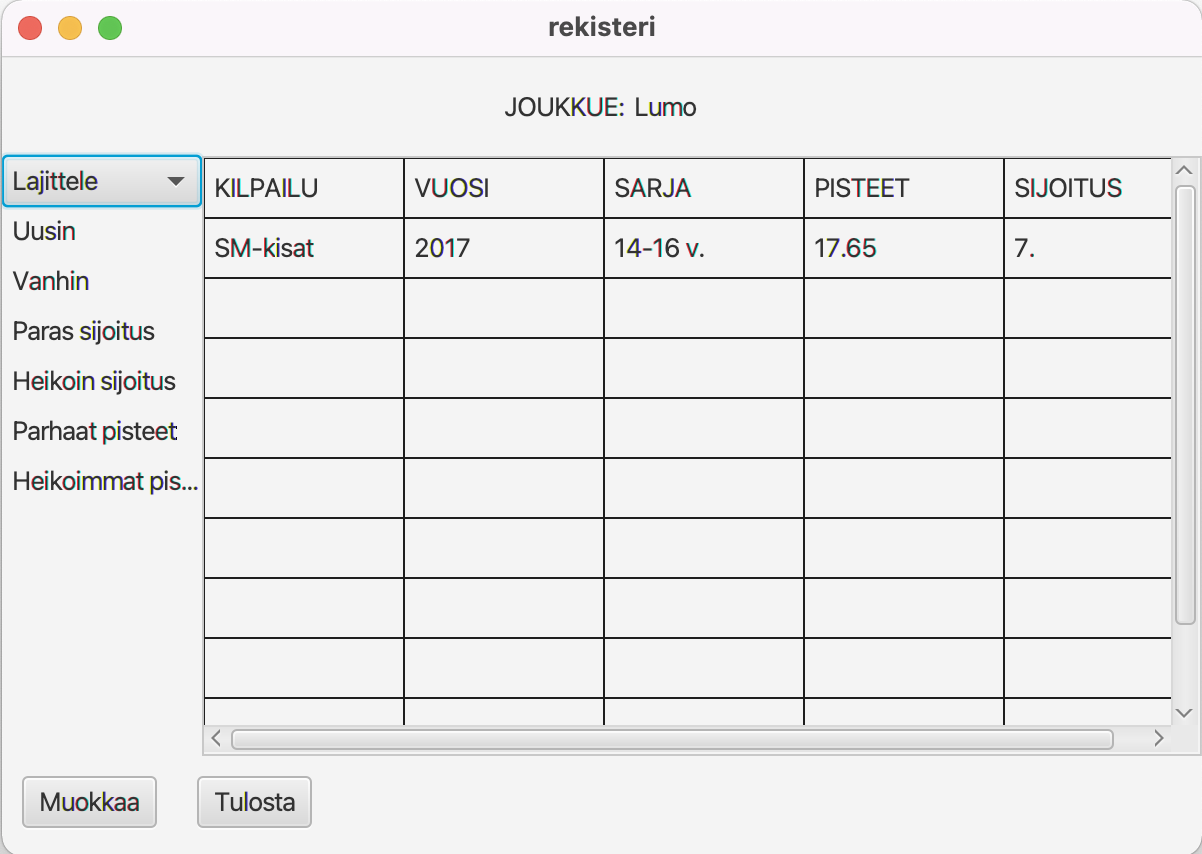 rekisteri
JOUKKUE: Lumo
Lajittele
Uusin
Vanhin
Paras sijoitus
Heikoin sijoitus
Parhaat pisteet
Heikoimmat pis...
KILPAILU VUOSI SARJA PISTEET SIJOITUS
SM-kisat 2017 14-16 v. 17.65 7.
Muokkaa Tulosta